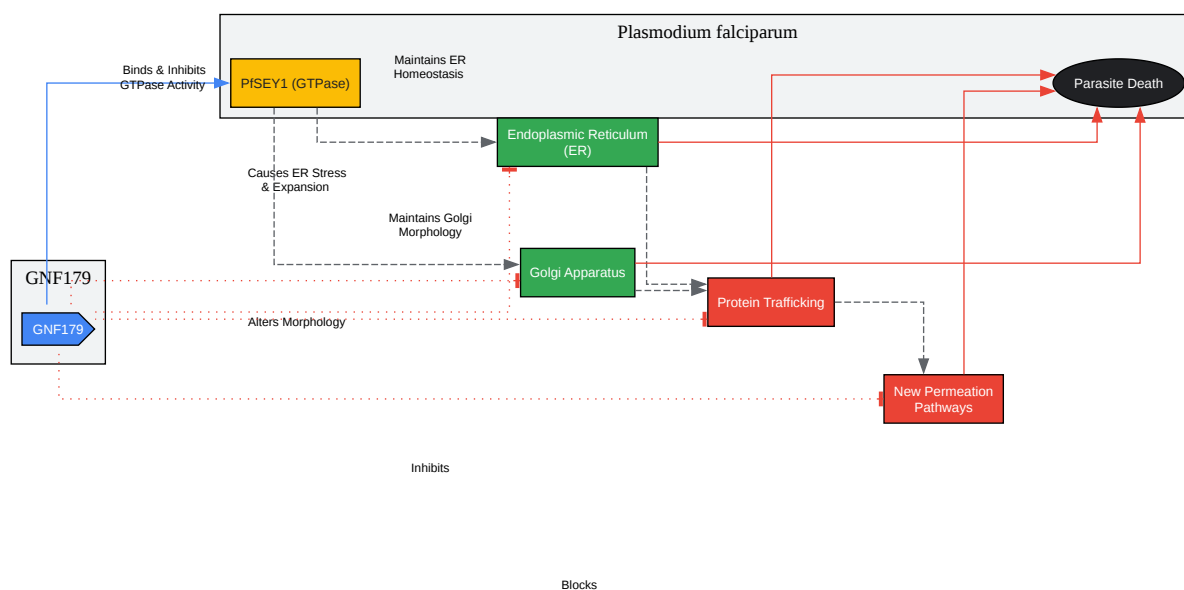 Plasmodium falciparum
Maintains ER
Homeostasis
Binds & Inhibits
GTPase Activity
PfSEY1 (GTPase)
Parasite Death
Endoplasmic Reticulum
(ER)
Causes ER Stress
& Expansion
Maintains Golgi
Morphology
GNF179
Golgi Apparatus
Protein Trafficking
GNF179
Alters Morphology
New Permeation
Pathways
Inhibits
Blocks